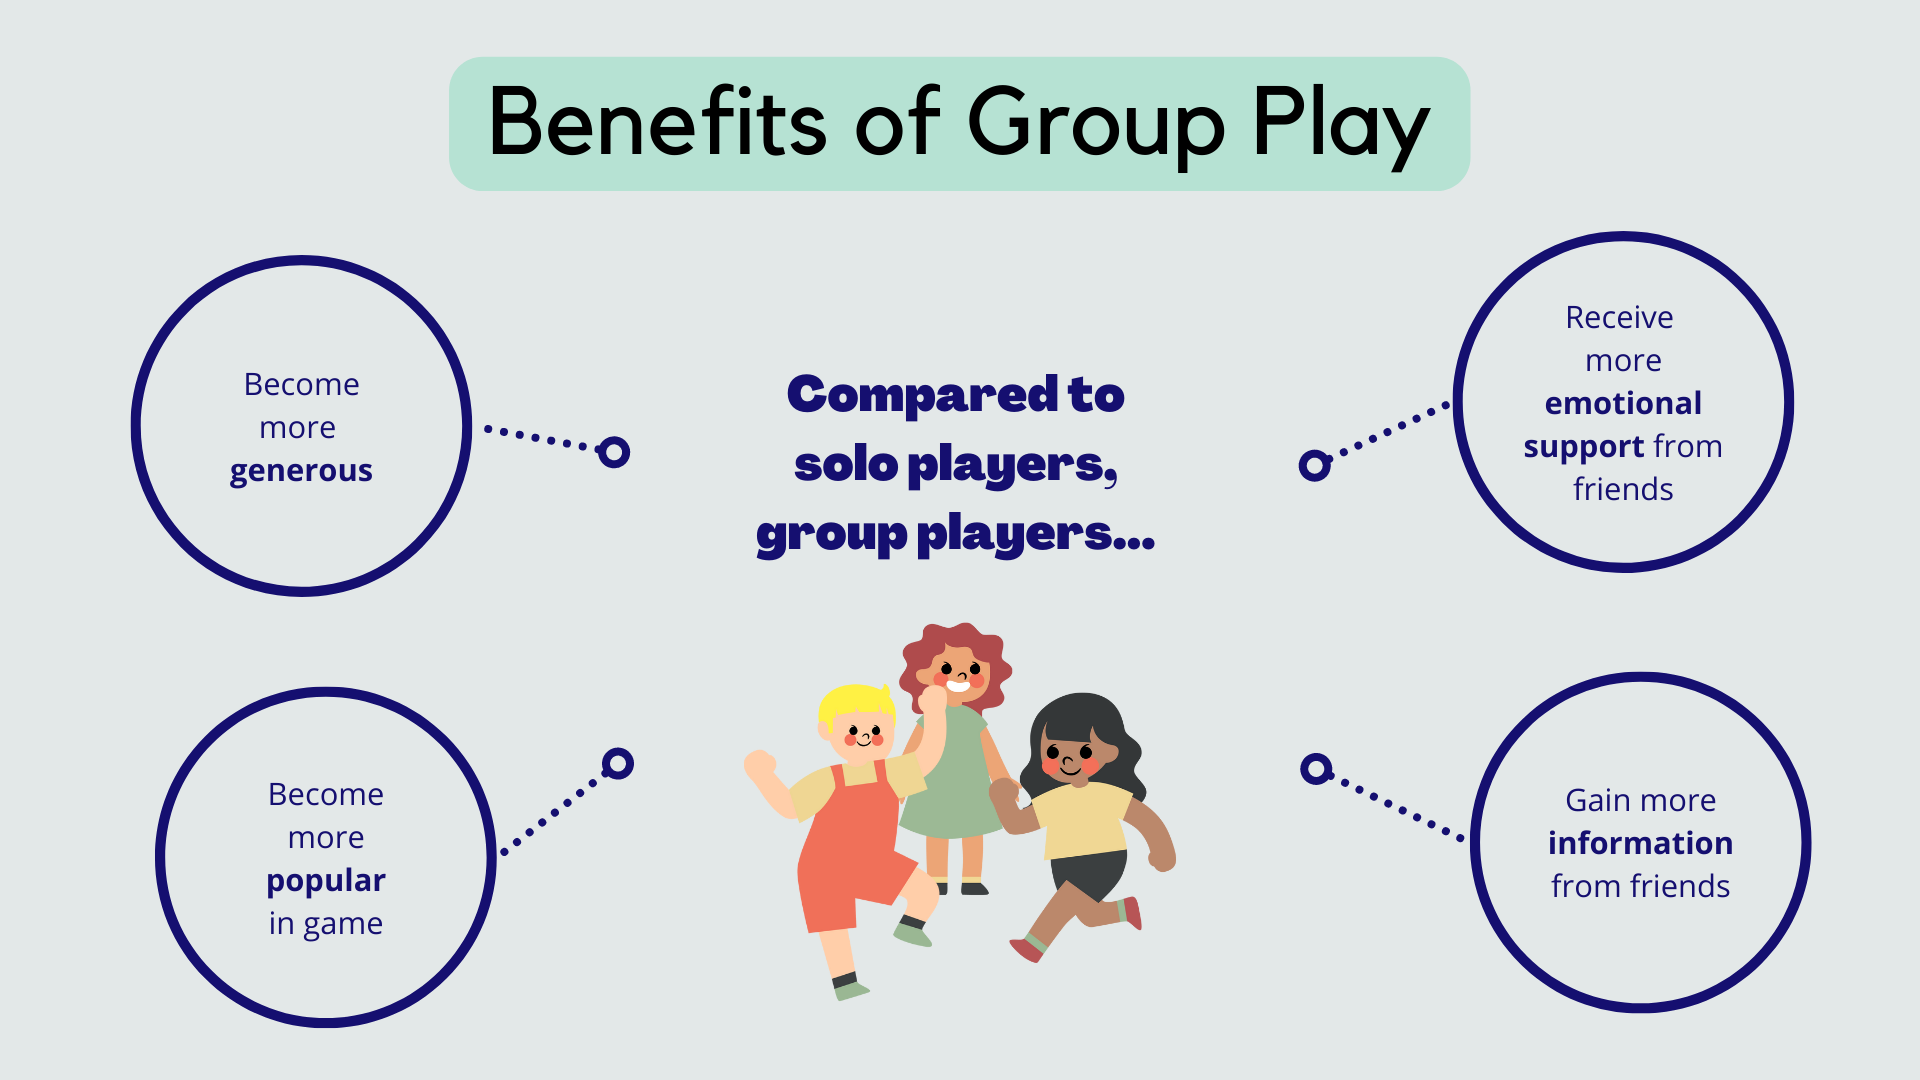 Benefits of Group Play
Become
more
generous
Compared to
solo players,
group players...
Receive
more
emotional
support from
friends
Become
more
popular
in game
Gain more
information
from friends